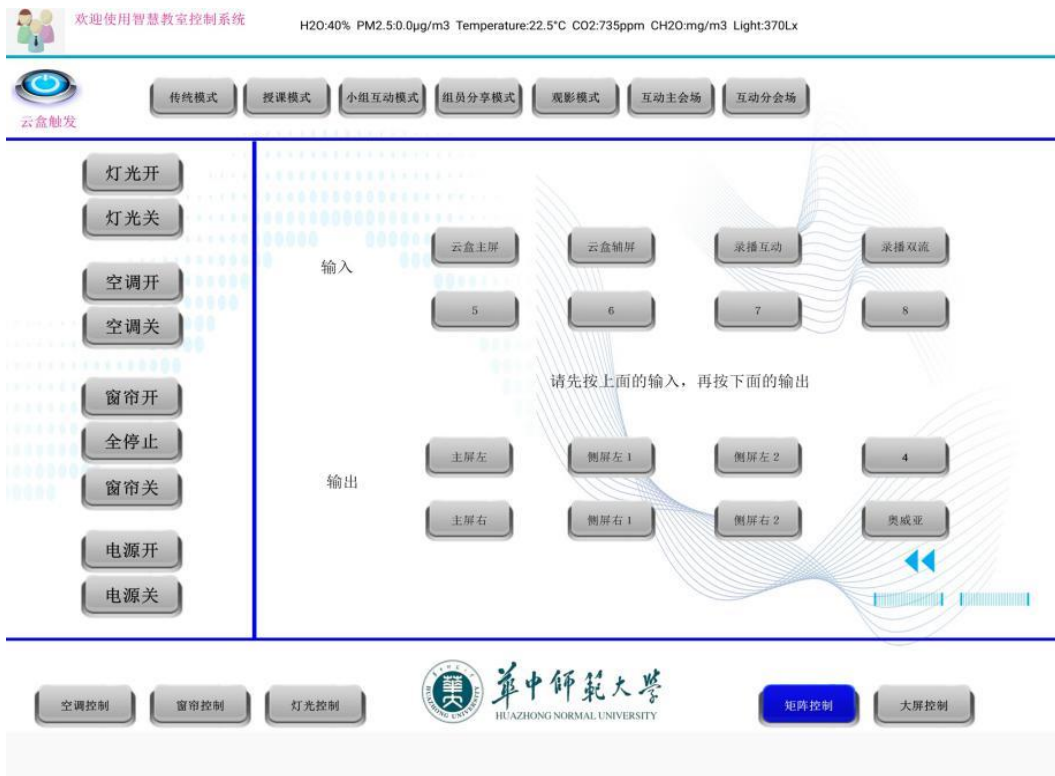 欢迎使用智慧教室控制系统
H2O:40% PM2.5:0.0µg/m3 Temperature:22.5°C CO2:735ppm CH2O:mg/m3 Light:370Lx
云盒触发
传统模式 授课模式 小组互动模式 组员分享模式 观影模式 互动主会场 互动分会场
灯光开
灯光关
空调开
空调关
窗帘开
全停止
窗帘关
电源开
电源关
输入
云盒主屏 云盒辅屏 录播互动 录播双流
5 6 7 8
请先按上面的输入，再按下面的输出
输出
主屏左 侧屏左1 侧屏左2 4
主屏右 侧屏右1 侧屏右2 奥威亚
空调控制 窗帘控制 灯光控制
華中師範大學
HUAZHONG NORMAL UNIVERSITY
矩阵控制 大屏控制